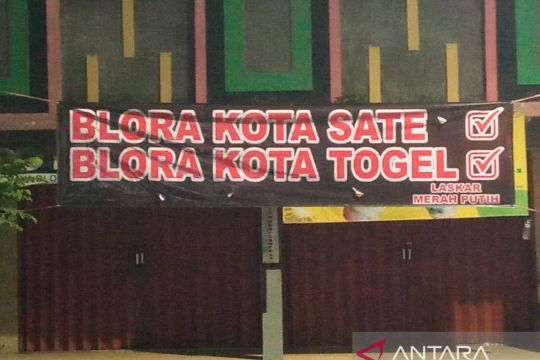 BLORA KOTA SATE
BLORA KOTA TOGEL
LASKAR
MERAH PUTIH
ANTARA